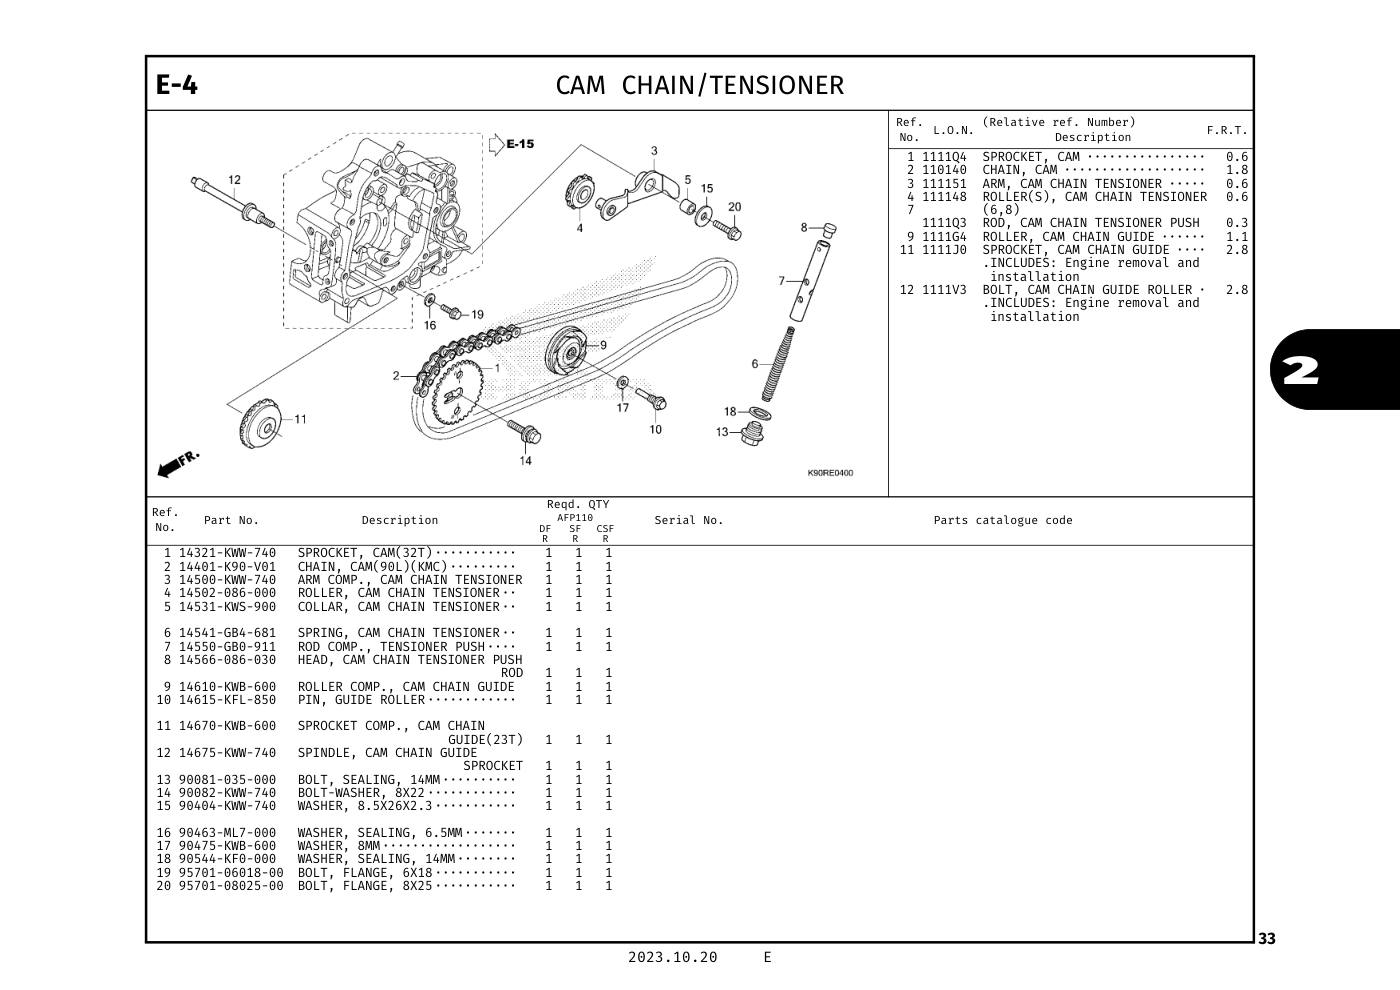 E-4
CAM CHAIN/TENSIONER
E-15
12
3
5
15
20
4
8
7
16
19
9
1
2
6
17
10
18
13
11
14
FR.
K90RE0400
Ref. No. L.O.N. (Relative ref. Number) Description F.R.T.
1 1111Q4 SPROCKET, CAM ················ 0.6
2 110140 CHAIN, CAM ··················· 1.8
3 111151 ARM, CAM CHAIN TENSIONER ····· 0.6
4 111148 ROLLER(S), CAM CHAIN TENSIONER 0.6
7 (6,8)
1111Q3 ROD, CAM CHAIN TENSIONER PUSH 0.3
9 1111G4 ROLLER, CAM CHAIN GUIDE ······ 1.1
11 1111J0 SPROCKET, CAM CHAIN GUIDE ···· 2.8
.INCLUDES: Engine removal and
installation
12 1111V3 BOLT, CAM CHAIN GUIDE ROLLER · 2.8
.INCLUDES: Engine removal and
installation
2
Ref. No. Part No. Description Reqd. QTY Serial No. Parts catalogue code
AFP110
DF SF CSF
R R R
1 14321-KWW-740 SPROCKET, CAM(32T)··········· 1 1 1
2 14401-K90-V01 CHAIN, CAM(90L)(KMC)········· 1 1 1
3 14500-KWW-740 ARM COMP., CAM CHAIN TENSIONER 1 1 1
4 14502-086-000 ROLLER, CAM CHAIN TENSIONER·· 1 1 1
5 14531-KWS-900 COLLAR, CAM CHAIN TENSIONER·· 1 1 1
6 14541-GB4-681 SPRING, CAM CHAIN TENSIONER·· 1 1 1
7 14550-GB0-911 ROD COMP., TENSIONER PUSH···· 1 1 1
8 14566-086-030 HEAD, CAM CHAIN TENSIONER PUSH
ROD 1 1 1
9 14610-KWB-600 ROLLER COMP., CAM CHAIN GUIDE 1 1 1
10 14615-KFL-850 PIN, GUIDE ROLLER············ 1 1 1
11 14670-KWB-600 SPROCKET COMP., CAM CHAIN
GUIDE(23T) 1 1 1
12 14675-KWW-740 SPINDLE, CAM CHAIN GUIDE
SPROCKET 1 1 1
13 90081-035-000 BOLT, SEALING, 14MM·········· 1 1 1
14 90082-KWW-740 BOLT-WASHER, 8X22············ 1 1 1
15 90404-KWW-740 WASHER, 8.5X26X2.3··········· 1 1 1
16 90463-ML7-000 WASHER, SEALING, 6.5MM······· 1 1 1
17 90475-KWB-600 WASHER, 8MM·················· 1 1 1
18 90544-KF0-000 WASHER, SEALING, 14MM········ 1 1 1
19 95701-06018-00 BOLT, FLANGE, 6X18··········· 1 1 1
20 95701-08025-00 BOLT, FLANGE, 8X25··········· 1 1 1
33
2023.10.20 E